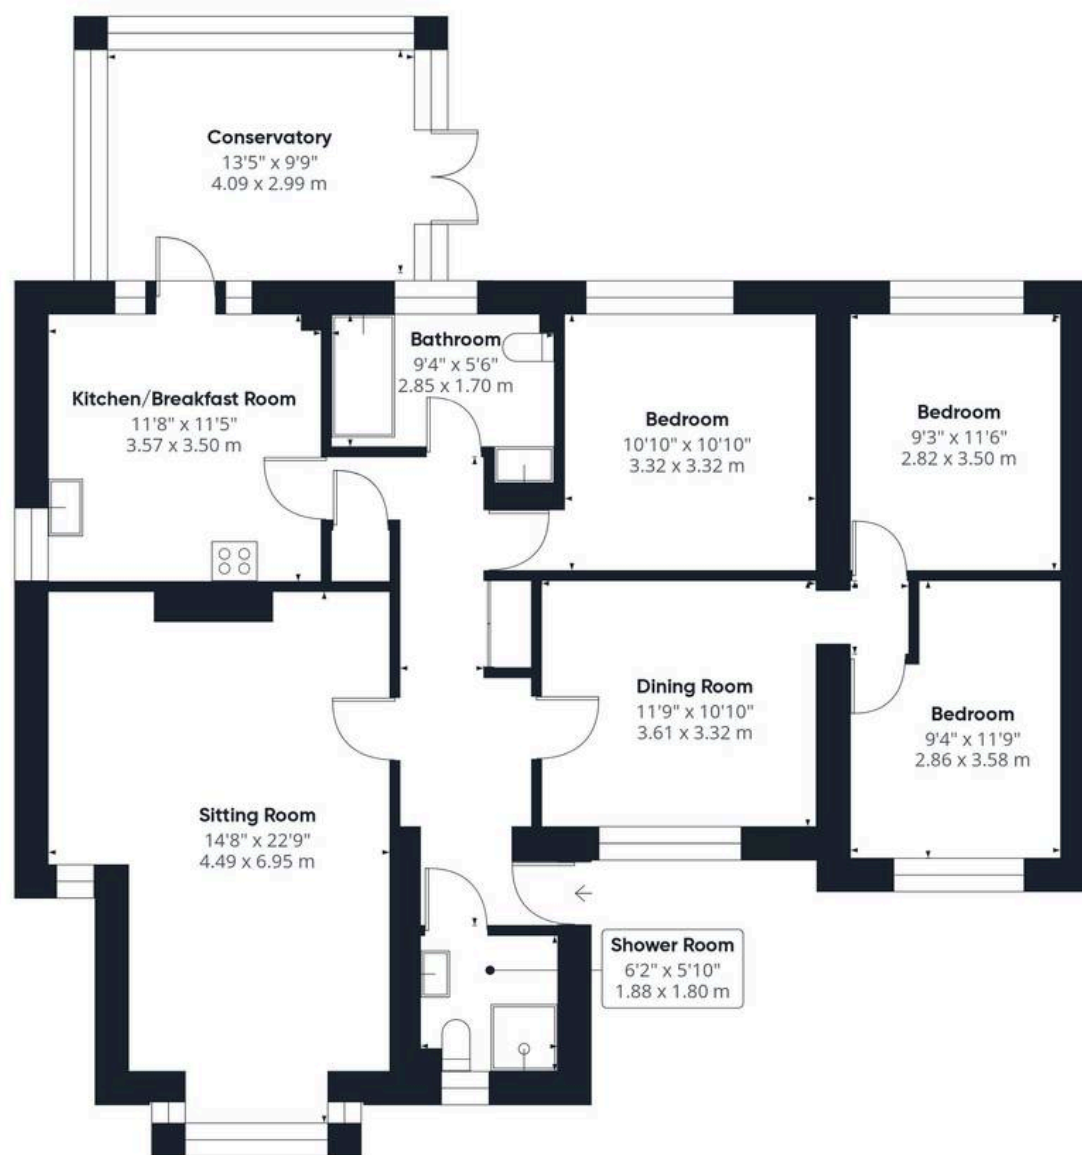 Conservatory
13'5" x 9'9"
4.09 x 2.99 m
Bathroom
9'4" x 5'6"
2.85 x 1.70 m
Kitchen/Breakfast Room
11'8" x 11'5"
3.57 x 3.50 m
Bedroom
10'10" x 10'10"
3.32 x 3.32 m
Bedroom
9'3" x 11'6"
2.82 x 3.50 m
Dining Room
11'9" x 10'10"
3.61 x 3.32 m
Bedroom
9'4" x 11'9"
2.86 x 3.58 m
Sitting Room
14'8" x 22'9"
4.49 x 6.95 m
Shower Room
6'2" x 5'10"
1.88 x 1.80 m